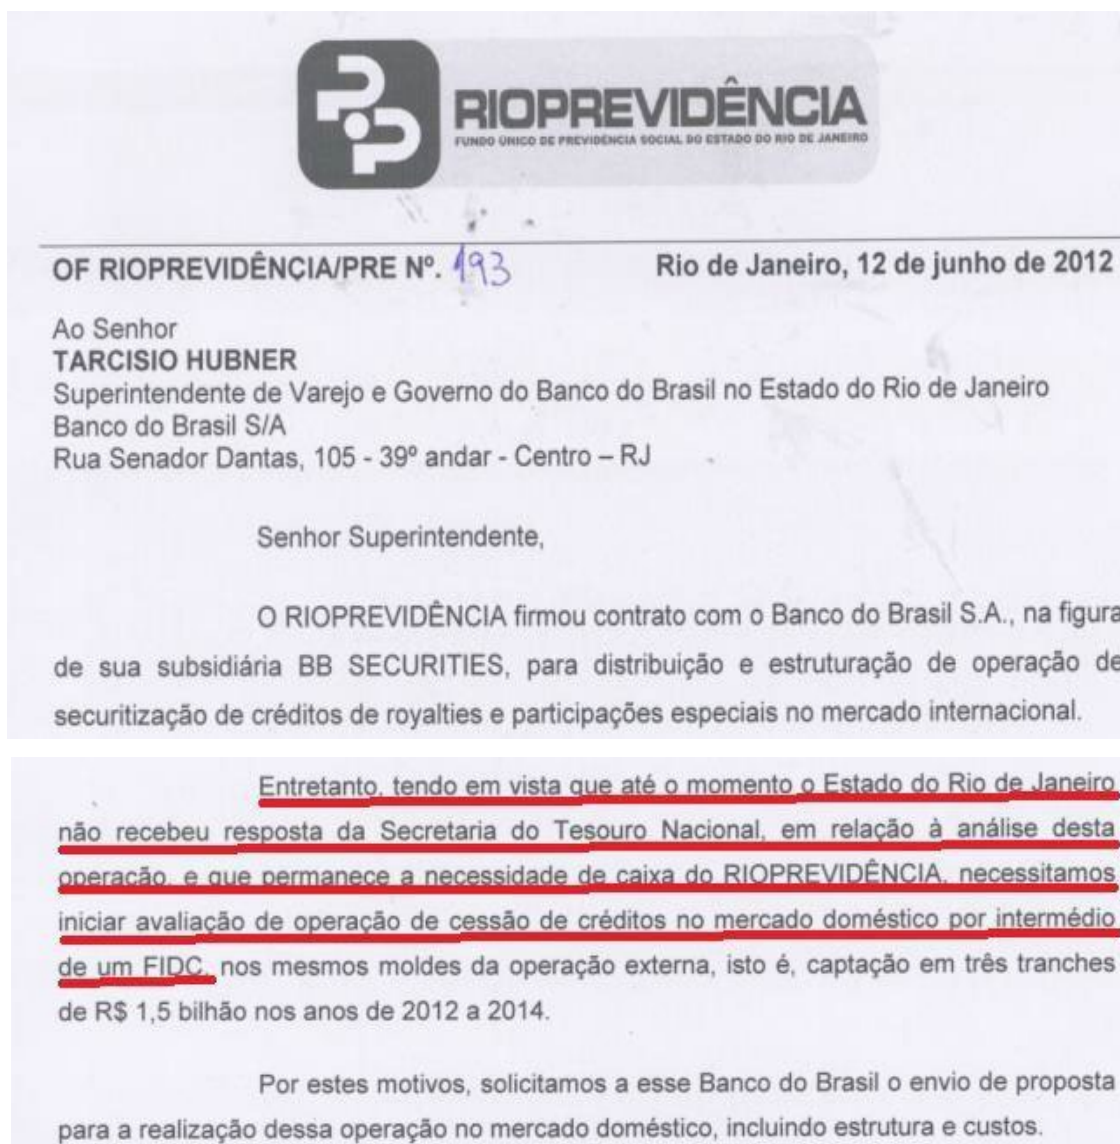 RIOPREVIDÊNCIA
FUNDO ÚNICO DE PREVIDÊNCIA SOCIAL DO ESTADO DO RIO DE JANEIRO
OF RIOPREVIDÊNCIA/PRE Nº. 193 Rio de Janeiro, 12 de junho de 2012
Ao Senhor
TARCISIO HUBNER
Superintendente de Varejo e Governo do Banco do Brasil no Estado do Rio de Janeiro
Banco do Brasil S/A
Rua Senador Dantas, 105 - 39º andar - Centro – RJ
Senhor Superintendente,
O RIOPREVIDÊNCIA firmou contrato com o Banco do Brasil S.A., na figura
de sua subsidiária BB SECURITIES, para distribuição e estruturação de operação de
securitização de créditos de royalties e participações especiais no mercado internacional.
Entretanto, tendo em vista que até o momento o Estado do Rio de Janeiro
não recebeu resposta da Secretaria do Tesouro Nacional, em relação à análise desta
operação, e que permanece a necessidade de caixa do RIOPREVIDÊNCIA, necessitamos
iniciar avaliação de operação de cessão de créditos no mercado doméstico por intermédio
de um FIDC, nos mesmos moldes da operação externa, isto é, captação em três tranches
de R$ 1,5 bilhão nos anos de 2012 a 2014.
Por estes motivos, solicitamos a esse Banco do Brasil o envio de proposta
para a realização dessa operação no mercado doméstico, incluindo estrutura e custos.